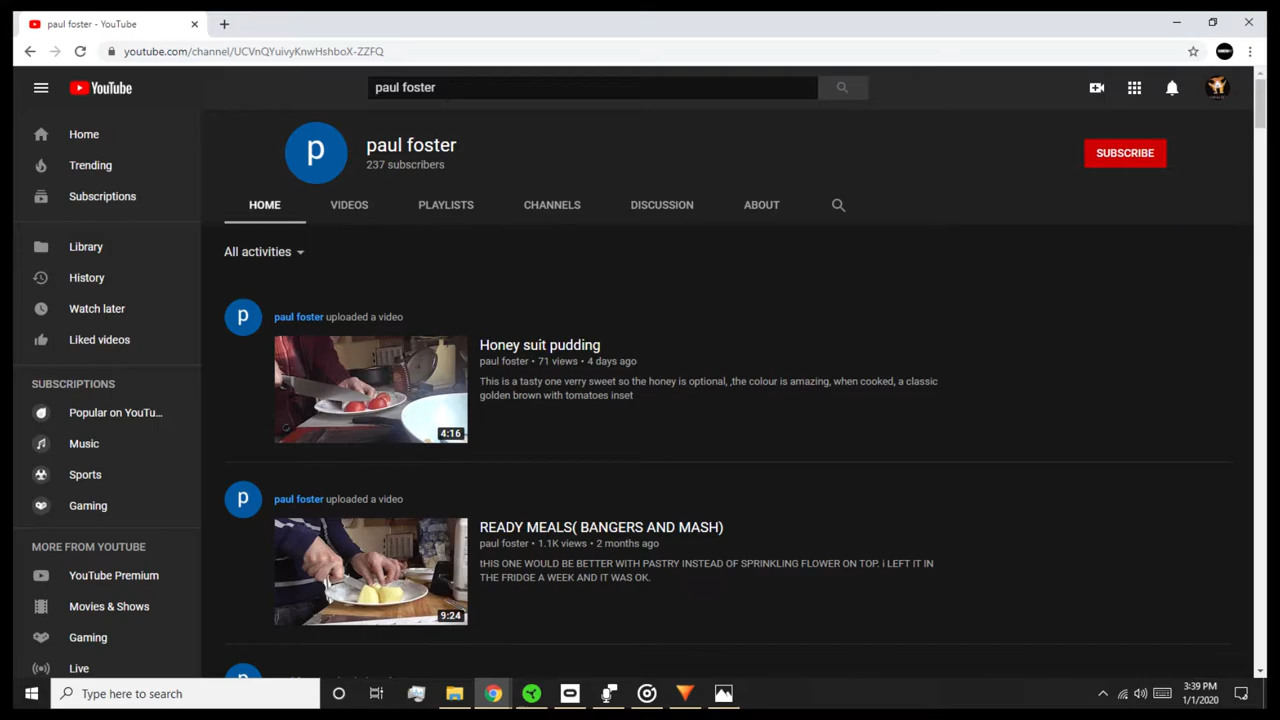 paul foster - YouTube
youtube.com/channel/UCVnQYuivyKnwHshboX-ZZFQ
YouTube
paul foster
paul foster
237 subscribers
SUBSCRIBE
HOME VIDEOS PLAYLISTS CHANNELS DISCUSSION ABOUT
All activities
Home
Trending
Subscriptions
Library
History
Watch later
Liked videos
SUBSCRIPTIONS
Popular on YouTu...
Music
Sports
Gaming
MORE FROM YOUTUBE
YouTube Premium
Movies & Shows
Gaming
Live
p
p paul foster uploaded a video
Honey suit pudding
paul foster • 71 views • 4 days ago
This is a tasty one verry sweet so the honey is optional, ,the colour is amazing, when cooked, a classic
golden brown with tomatoes inset
4:16
p paul foster uploaded a video
READY MEALS( BANGERS AND MASH)
paul foster • 1.1K views • 2 months ago
tHIS ONE WOULD BE BETTER WITH PASTRY INSTEAD OF SPRINKLING FLOWER ON TOP. i LEFT IT IN
THE FRIDGE A WEEK AND IT WAS OK.
9:24
Type here to search
3:39 PM
1/1/2020